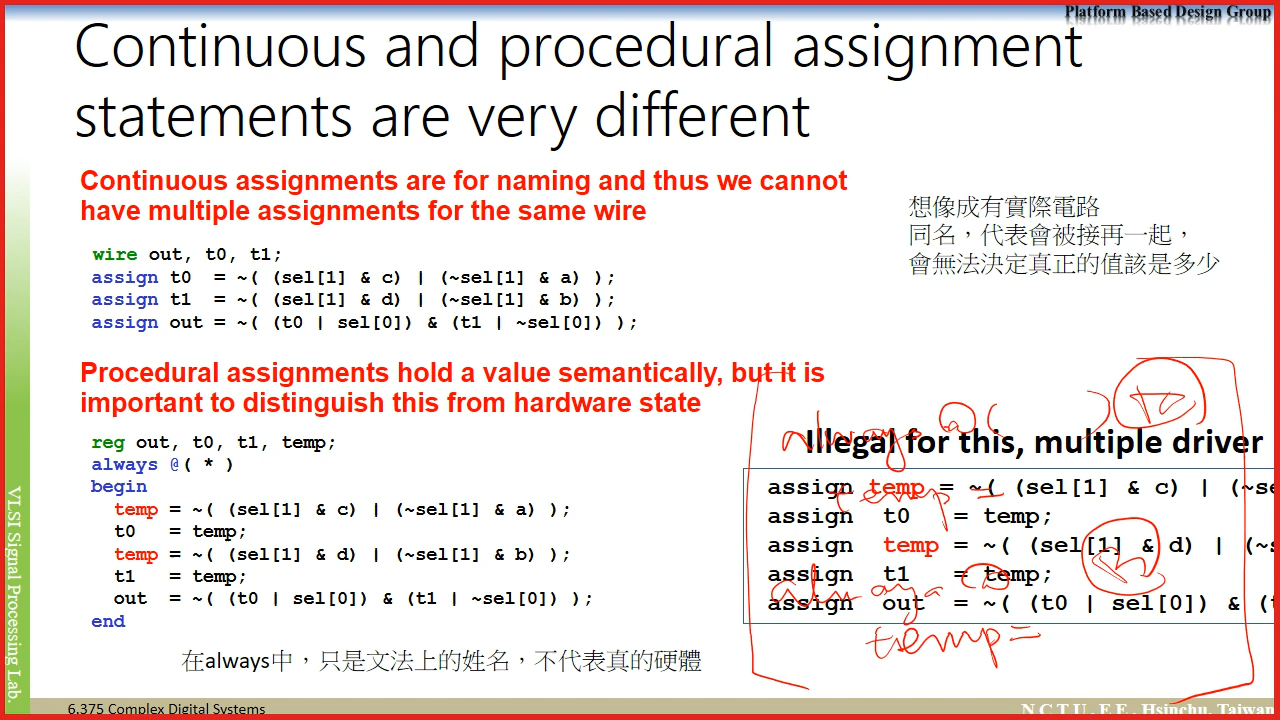 Platform Based Design Group
Continuous and procedural assignment
statements are very different
Continuous assignments are for naming and thus we cannot
have multiple assignments for the same wire
想像成有實際電路
同名，代表會被接再一起，
會無法決定真正的值該是多少
wire out, t0, t1;
assign t0  = ~( (sel[1] & c) | (~sel[1] & a) );
assign t1  = ~( (sel[1] & d) | (~sel[1] & b) );
assign out = ~( (t0 | sel[0]) & (t1 | ~sel[0]) );
Procedural assignments hold a value semantically, but it is
important to distinguish this from hardware state
reg out, t0, t1, temp;
always @( * )
begin
temp = ~( (sel[1] & c) | (~sel[1] & a) );
t0   = temp;
temp = ~( (sel[1] & d) | (~sel[1] & b) );
t1   = temp;
out  = ~( (t0 | sel[0]) & (t1 | ~sel[0]) );
end
always @( ) to
Illegal for this, multiple driver
assign temp = ~( (sel[1] & c) | (~se
temp =
assign  t0   = temp;
assign  temp = ~( (sel[1] & d) | (~s
assign  t1   = temp;
always @
assign  out  = ~( (t0 | sel[0]) & (t
temp=
在always中，只是文法上的姓名，不代表真的硬體
VLSI Signal Processing Lab.
6.375 Complex Digital Systems
N C T U. E E , Hsinchu, Taiwan